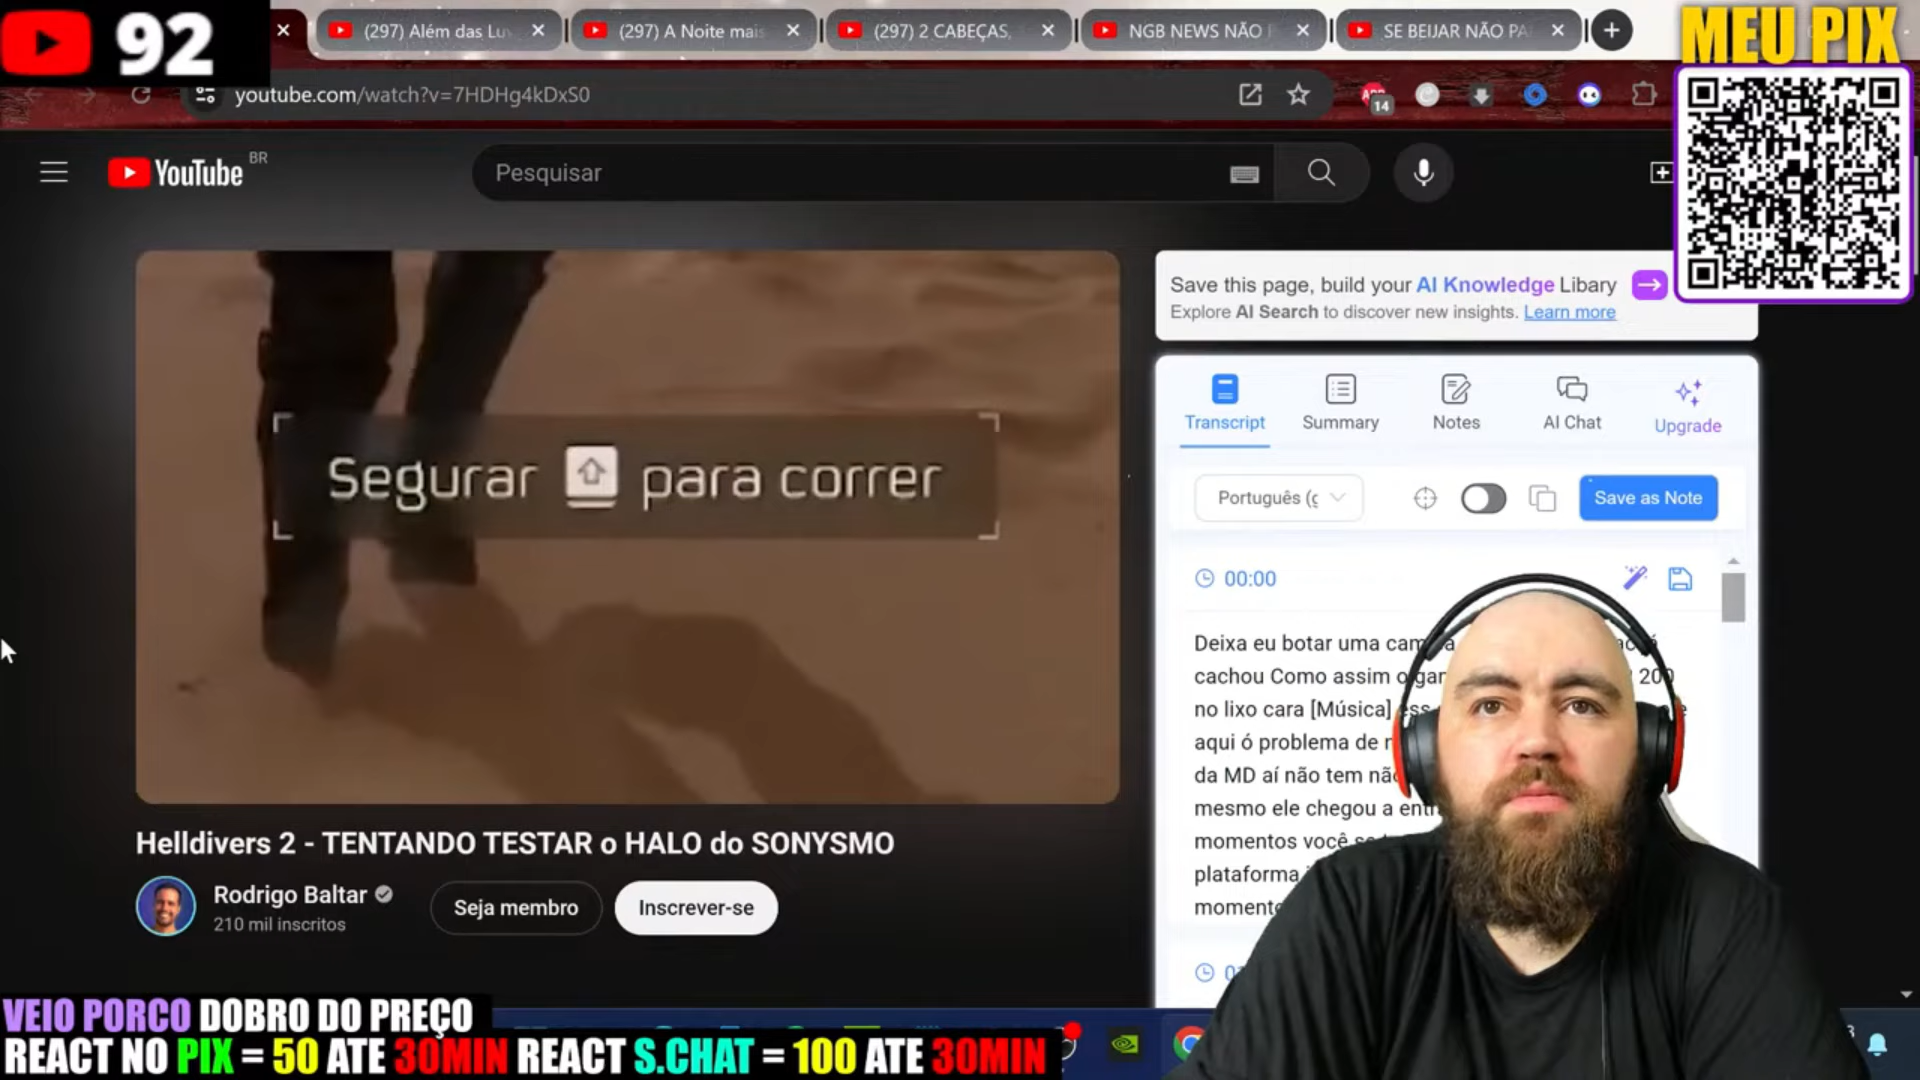 92
(297) Além das Lu
(297) A Noite mais
(297) 2 CABEÇAS,
NGB NEWS NÃO
SE BEIJAR NÃO PA
MEU PIX
youtube.com/watch?v=7HDHg4kDxS0
14
YouTube BR
Pesquisar
Save this page, build your AI Knowledge Libary
Explore AI Search to discover new insights. Learn more
Segurar para correr
Transcript
Summary
Notes
AI Chat
Upgrade
Português (g
Save as Note
00:00
Deixa eu botar uma
cachou Como assim 200
no lixo cara [Música]
aqui ó problema de
da MD aí não tem
mesmo ele chegou a
momentos você
plataforma
Helldivers 2 - TENTANDO TESTAR o HALO do SONYSMO
Rodrigo Baltar
210 mil inscritos
Seja membro
Inscrever-se
VEIO PORCO DOBRO DO PREÇO
REACT NO PIX = 50 ATE 30MIN REACT S.CHAT = 100 ATE 30MIN